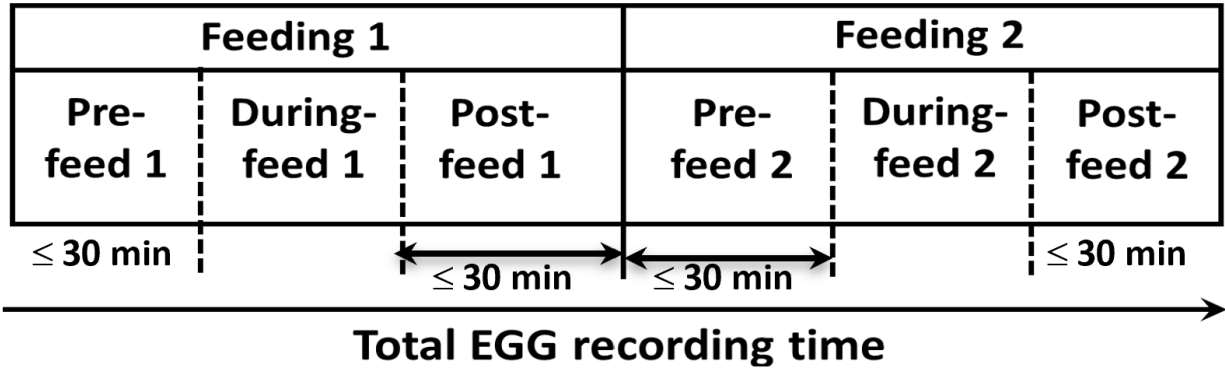 Feeding 1
Feeding 2
Pre-
feed 1
During-
feed 1
Post-
feed 1
Pre-
feed 2
During-
feed 2
Post-
feed 2
≤ 30 min
≤ 30 min
≤ 30 min
≤ 30 min
Total EGG recording time